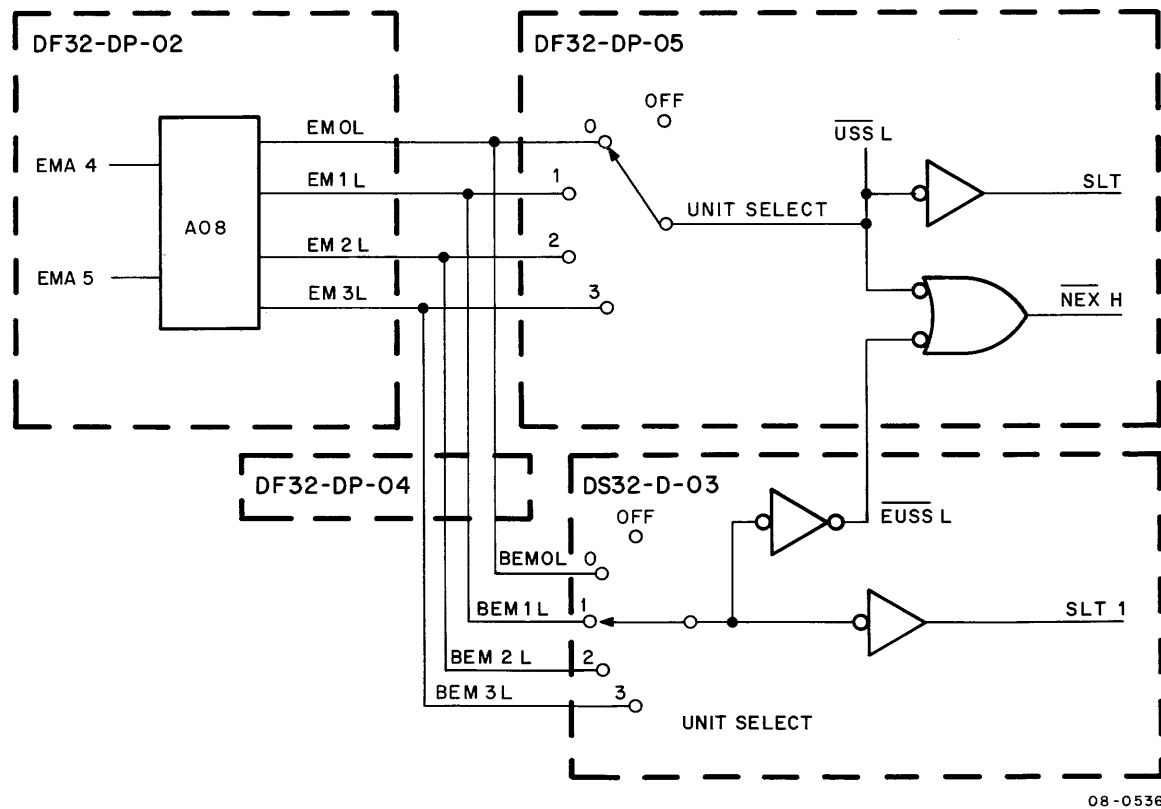 DF32-DP-02
EMA 4
EMA 5
A08
EM0L
EM1L
EM2L
EM3L
DF32-DP-05
OFF
0
1
2
3
UNIT SELECT
USS L
SLT
NEX H
DF32-DP-04
DS32-D-03
OFF
BEM0L 0
BEM1L 1
BEM2L 2
BEM3L 3
EUSS L
SLT 1
UNIT SELECT
08-0536